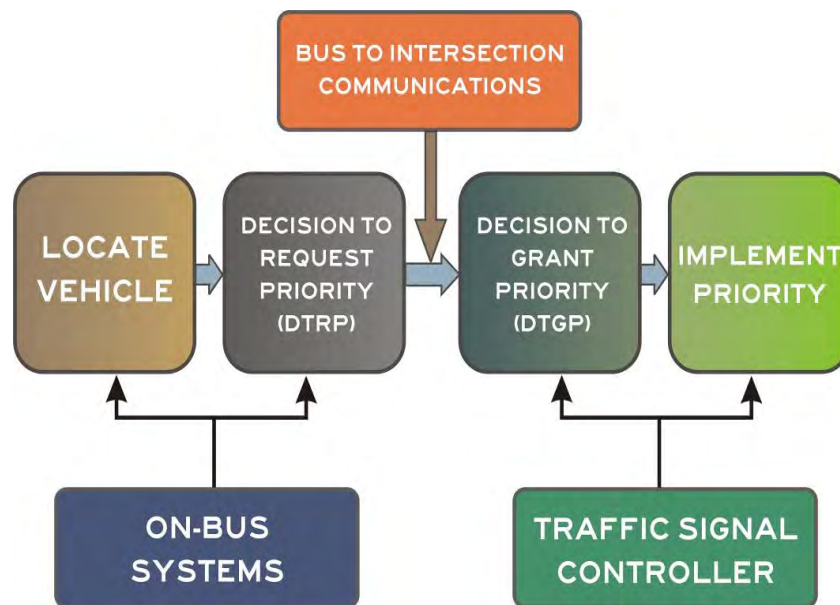 BUS TO INTERSECTION
COMMUNICATIONS
LOCATE
VEHICLE
DECISION TO
REQUEST
PRIORITY
(DTRP)
DECISION TO
GRANT
PRIORITY
(DTGP)
IMPLEMENT
PRIORITY
ON-BUS
SYSTEMS
TRAFFIC SIGNAL
CONTROLLER